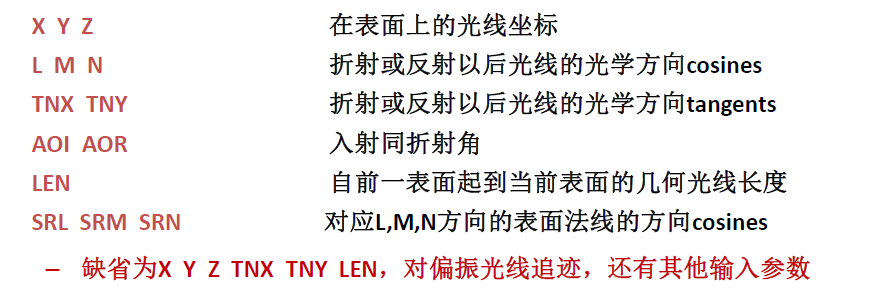 X Y Z 在表面上的光线坐标
L M N 折射或反射以后光线的光学方向cosines
TNX TNY 折射或反射以后光线的光学方向tangents
AOI AOR 入射同折射角
LEN 自前一表面起到当前表面的几何光线长度
SRL SRM SRN 对应L,M,N方向的表面法线的方向cosines
– 缺省为X Y Z TNX TNY LEN，对偏振光线追迹，还有其他输入参数